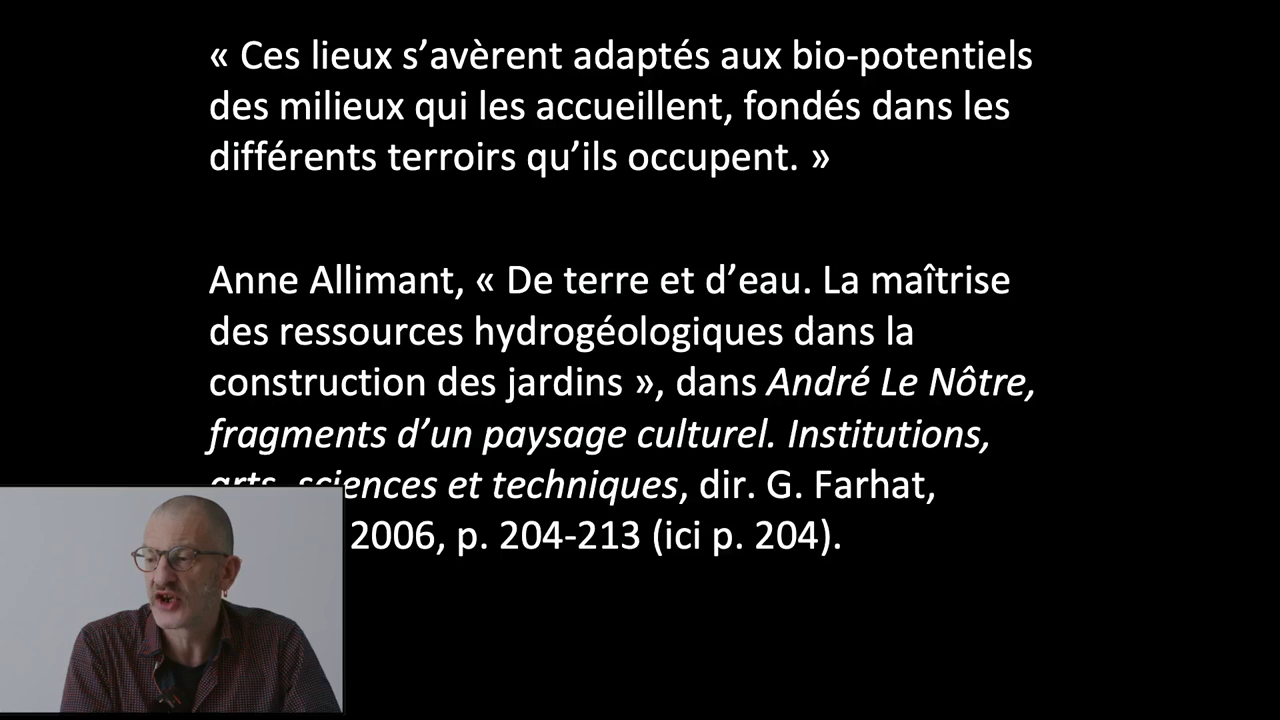 « Ces lieux s’avèrent adaptés aux bio-potentiels
des milieux qui les accueillent, fondés dans les
différents terroirs qu’ils occupent. »
Anne Allimant, « De terre et d’eau. La maîtrise
des ressources hydrogéologiques dans la
construction des jardins », dans André Le Nôtre,
fragments d’un paysage culturel. Institutions,
arts, sciences et techniques, dir. G. Farhat,
2006, p. 204-213 (ici p. 204).